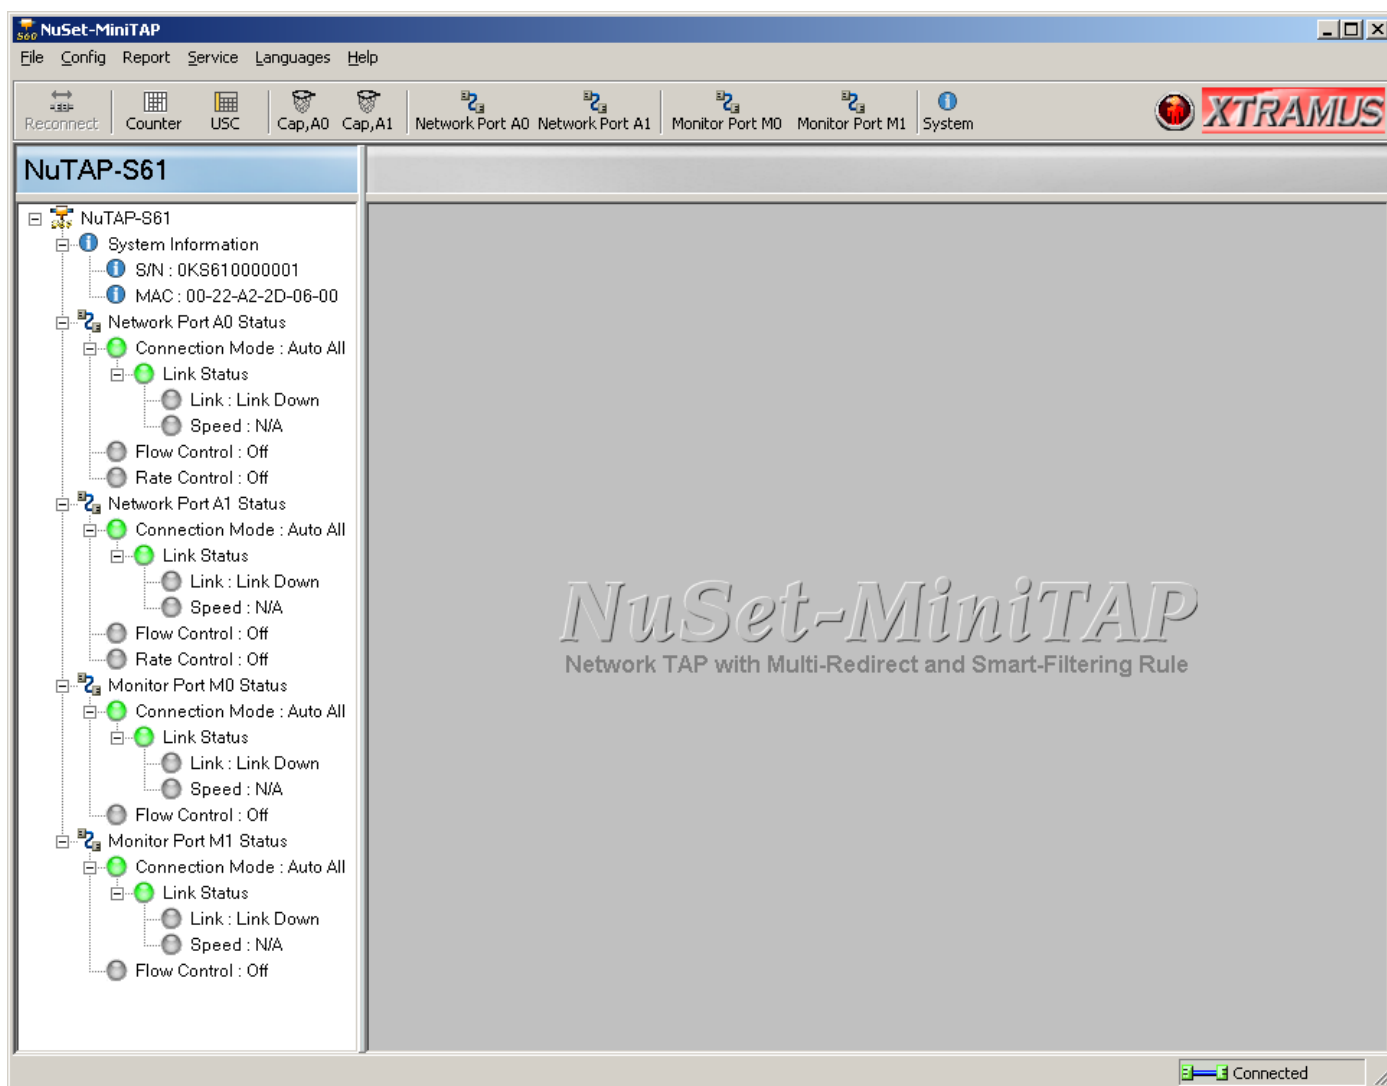 S60 NuSet-MiniTAP
File Config Report Service Languages Help
Reconnect Counter USC Cap,A0 Cap,A1 Network Port A0 Network Port A1 Monitor Port M0 Monitor Port M1 System XTRAMUS
NuTAP-S61
NuTAP-S61
System Information
S/N : 0KS610000001
MAC : 00-22-A2-2D-06-00
Network Port A0 Status
Connection Mode : Auto All
Link Status
Link : Link Down
Speed : N/A
Flow Control : Off
Rate Control : Off
Network Port A1 Status
Connection Mode : Auto All
Link Status
Link : Link Down
Speed : N/A
Flow Control : Off
Rate Control : Off
Monitor Port M0 Status
Connection Mode : Auto All
Link Status
Link : Link Down
Speed : N/A
Flow Control : Off
Monitor Port M1 Status
Connection Mode : Auto All
Link Status
Link : Link Down
Speed : N/A
Flow Control : Off
NuSet-MiniTAP
Network TAP with Multi-Redirect and Smart-Filtering Rule
Connected